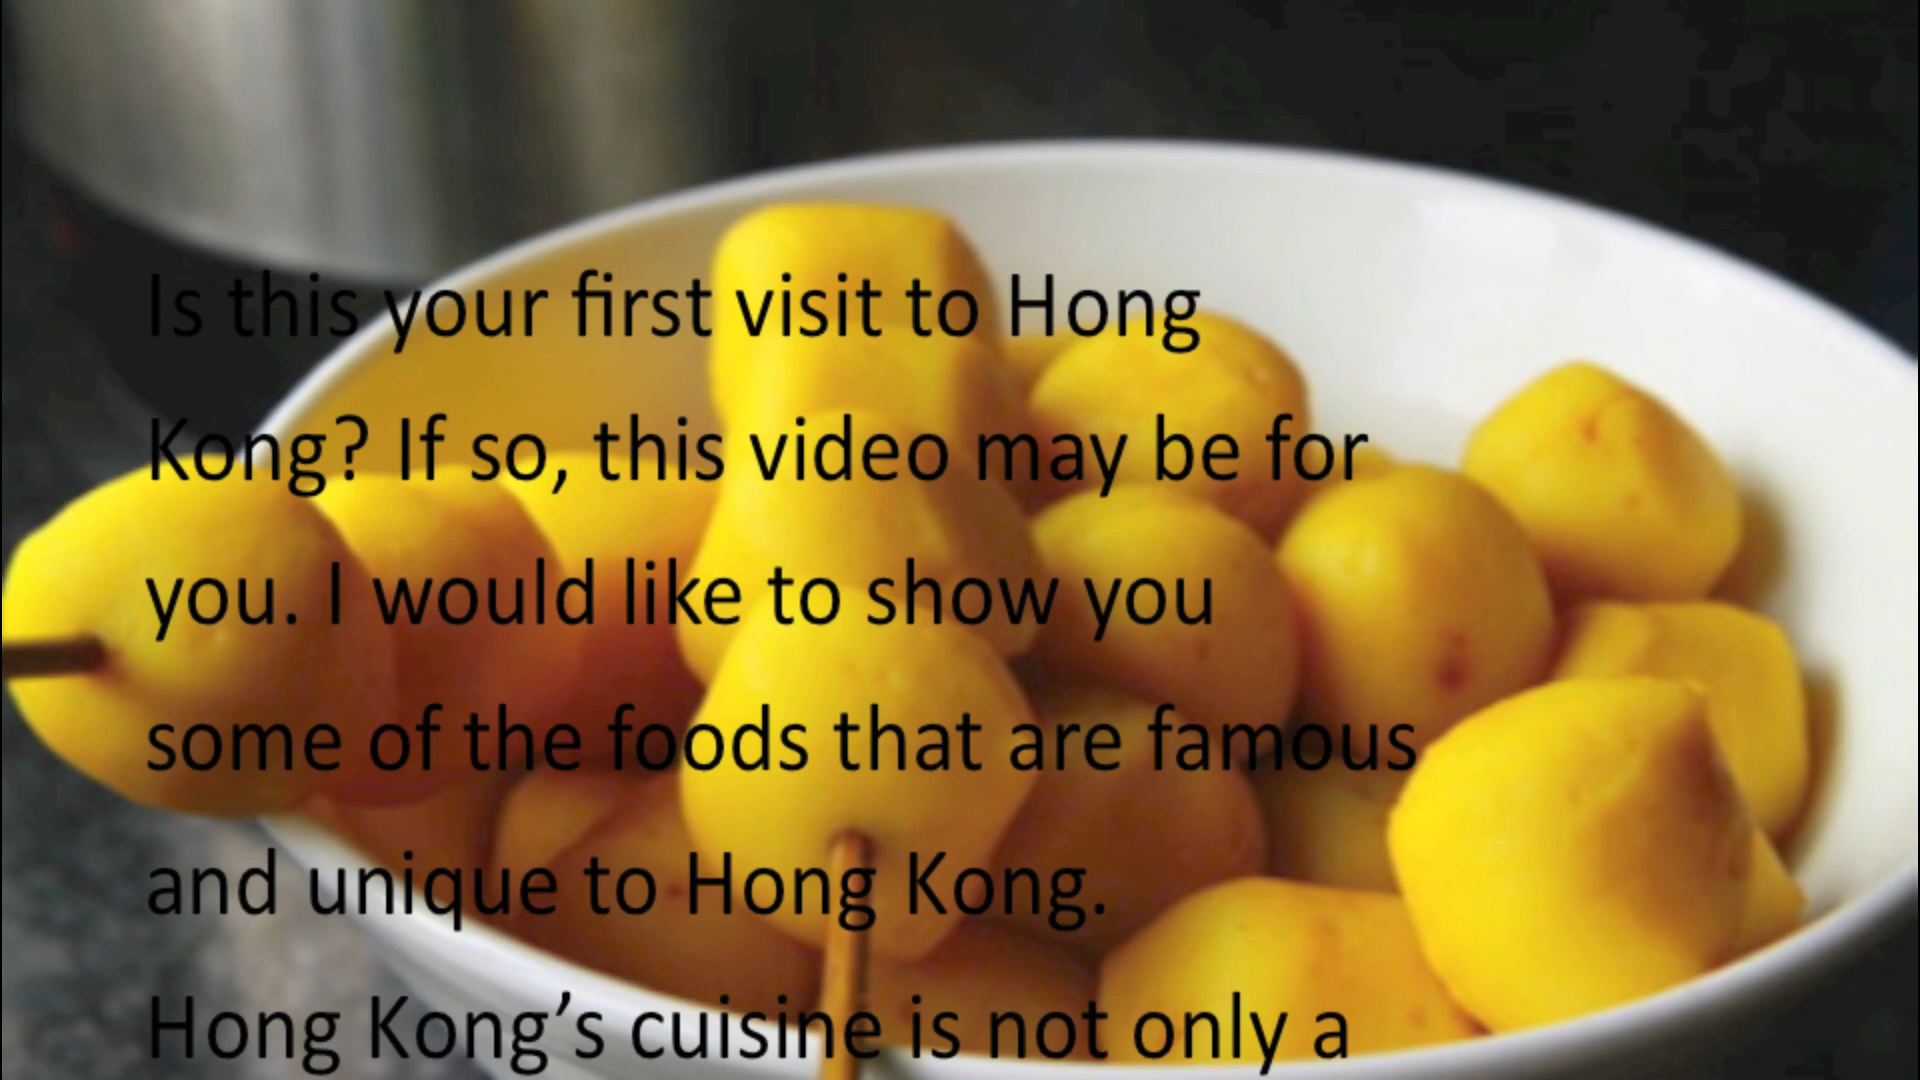 Is this your first visit to Hong
Kong? If so, this video may be for
you. I would like to show you
some of the foods that are famous
and unique to Hong Kong.
Hong Kong’s cuisine is not only a